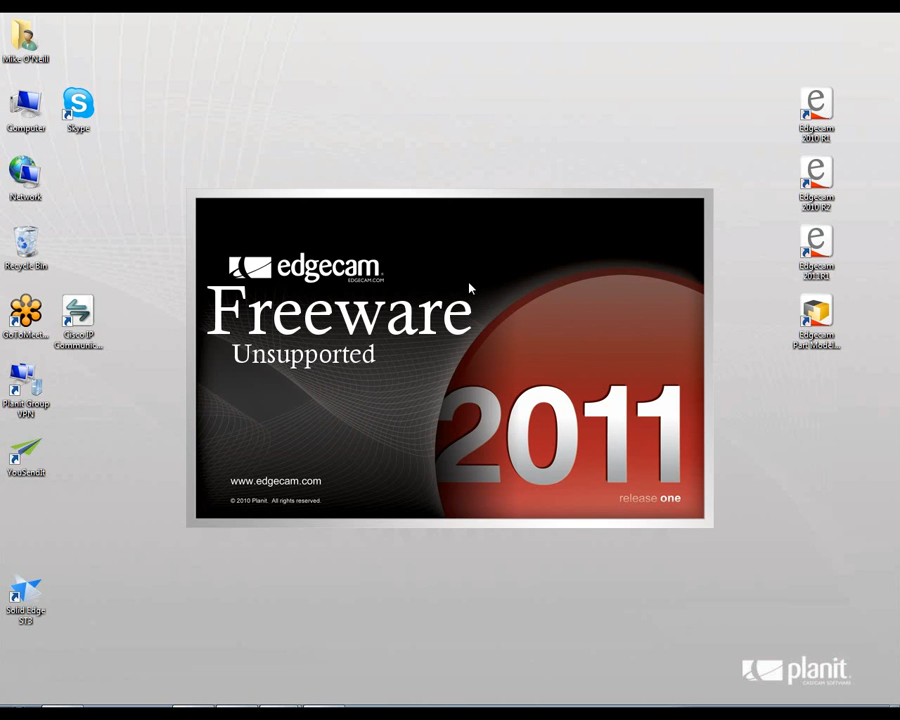 Mike O'Neill
Computer
Skype
Network
Recycle Bin
GoToMeet...
Cisco IP
Communic...
Planit Group
VPN
YouSendit
Solid Edge
ST3
edgecam
EDGECAM.COM
Freeware
Unsupported
2011
release one
www.edgecam.com
© 2010 Planit. All rights reserved.
Edgecam
2010 R1
Edgecam
2010 R2
Edgecam
2011 R1
Edgecam
Part Model...
planit
CADCAM SOFTWARE